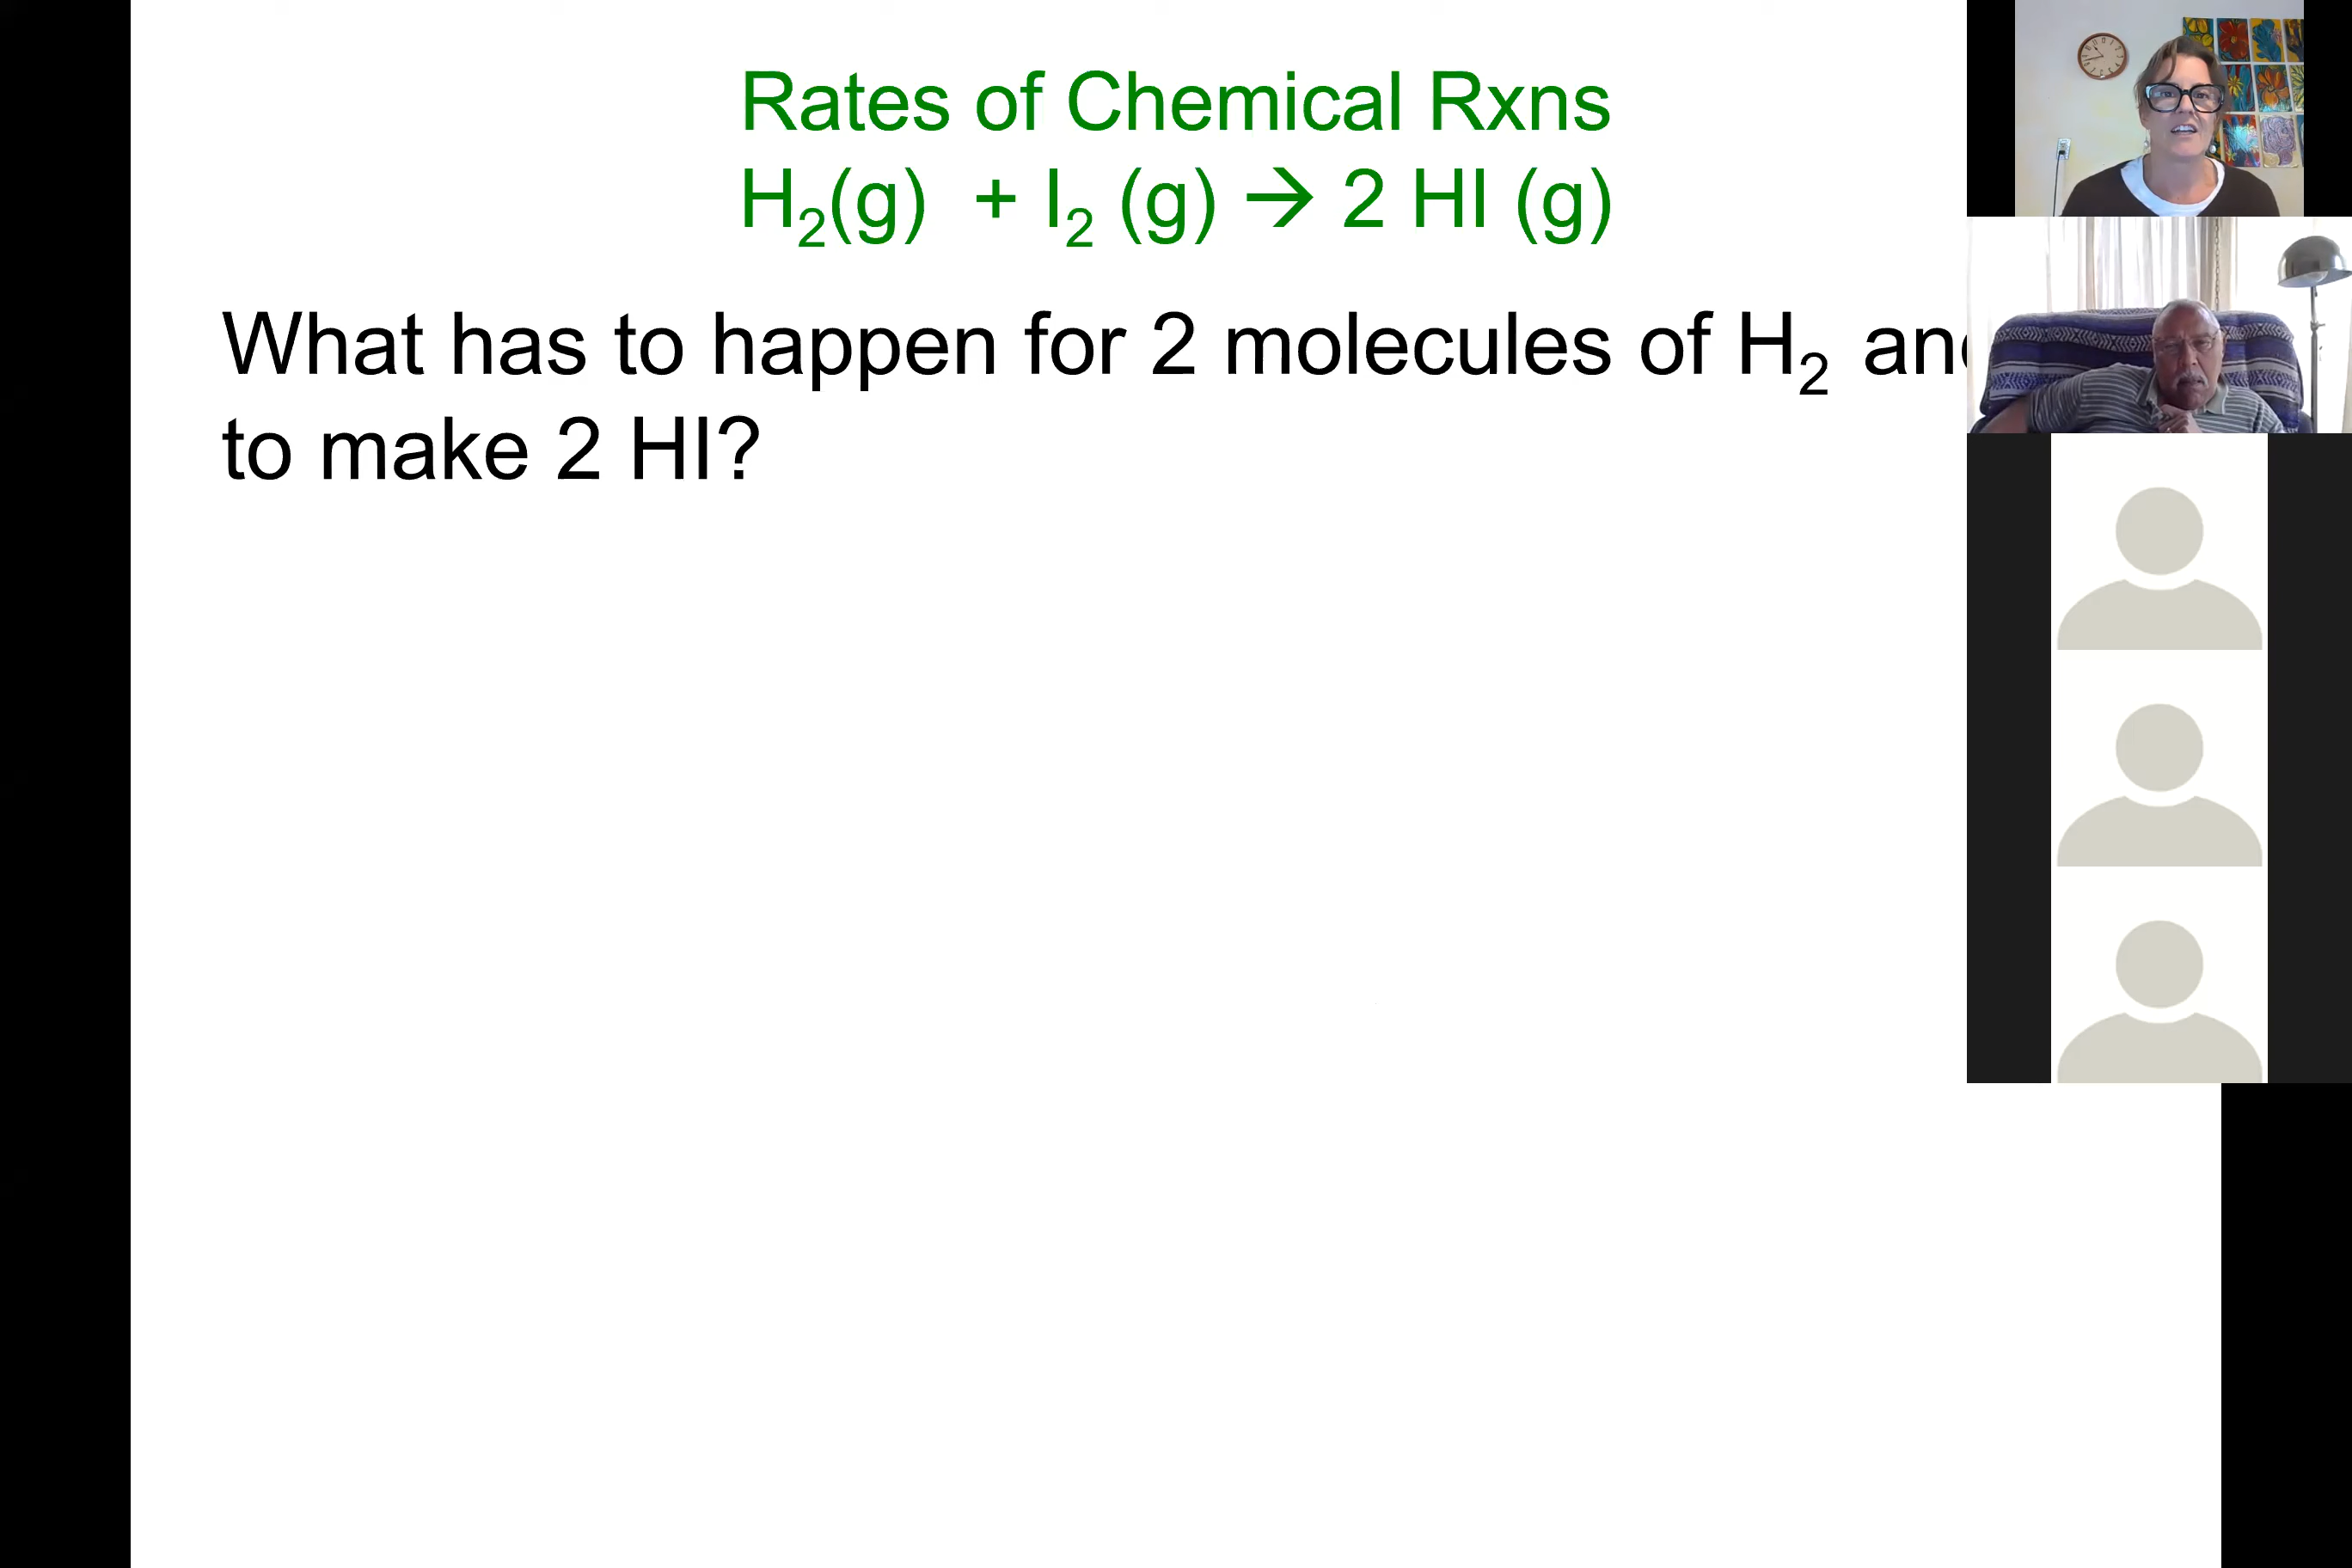 Rates of Chemical Rxns
H₂(g) + I₂ (g) → 2 HI (g)
What has to happen for 2 molecules of H₂
to make 2 HI?